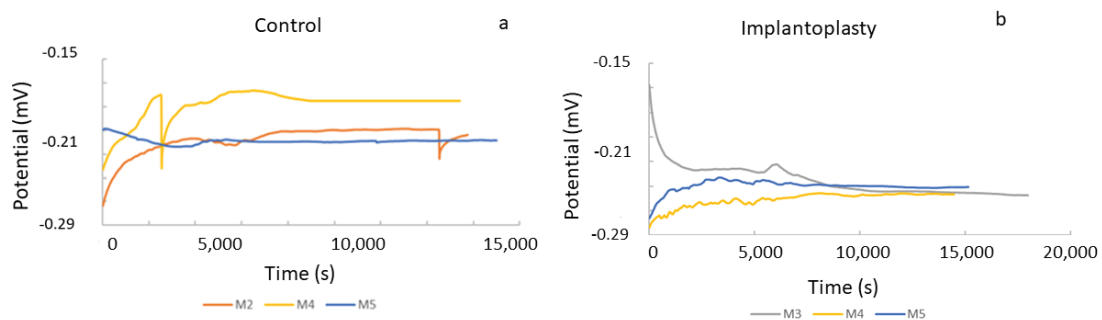 Control
a
-0.15
-0.21
-0.29
Potential (mV)
0
5,000
10,000
15,000
Time (s)
M2 M4 M5
Implantoplasty
b
-0.15
-0.21
-0.29
Potential (mV)
0
5,000
10,000
15,000
20,000
Time (s)
M3 M4 M5